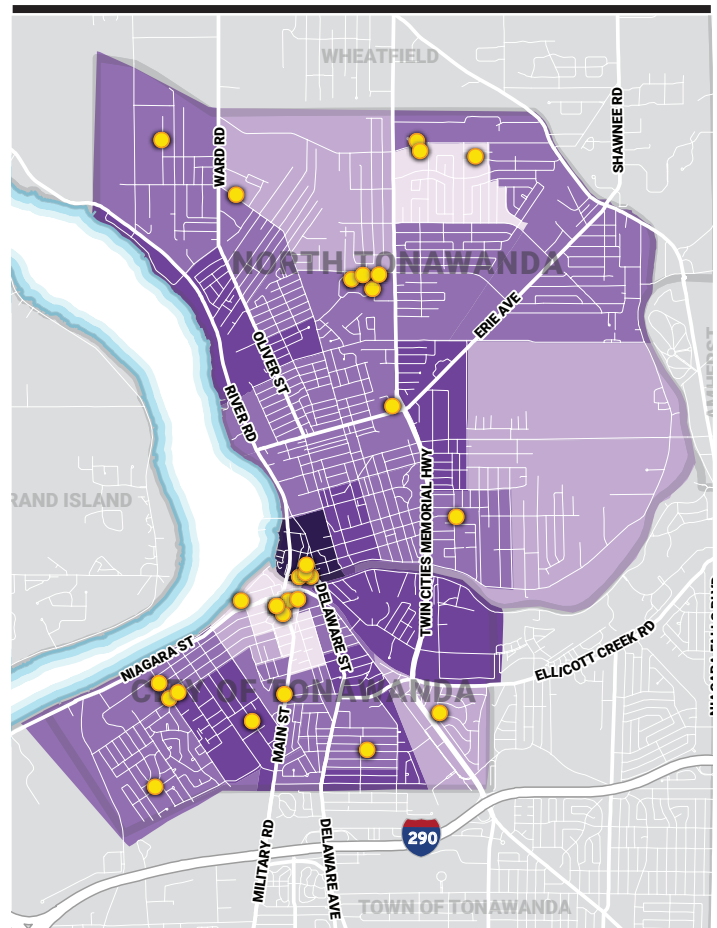 WHEATFIELD
SHAWNEE RD
WARD RD
NORTH TONAWANDA
ERIE AVE
OLIVER ST
AMHERST
RIVER RD
TWIN CITIES MEMORIAL HWY
RAND ISLAND
DELAWARE ST
NIAGARA ST
ELLICOTT CREEK RD
CITY OF TONAWANDA
MAIN ST
290
MILITARY RD
DELAWARE AVE
TOWN OF TONAWANDA